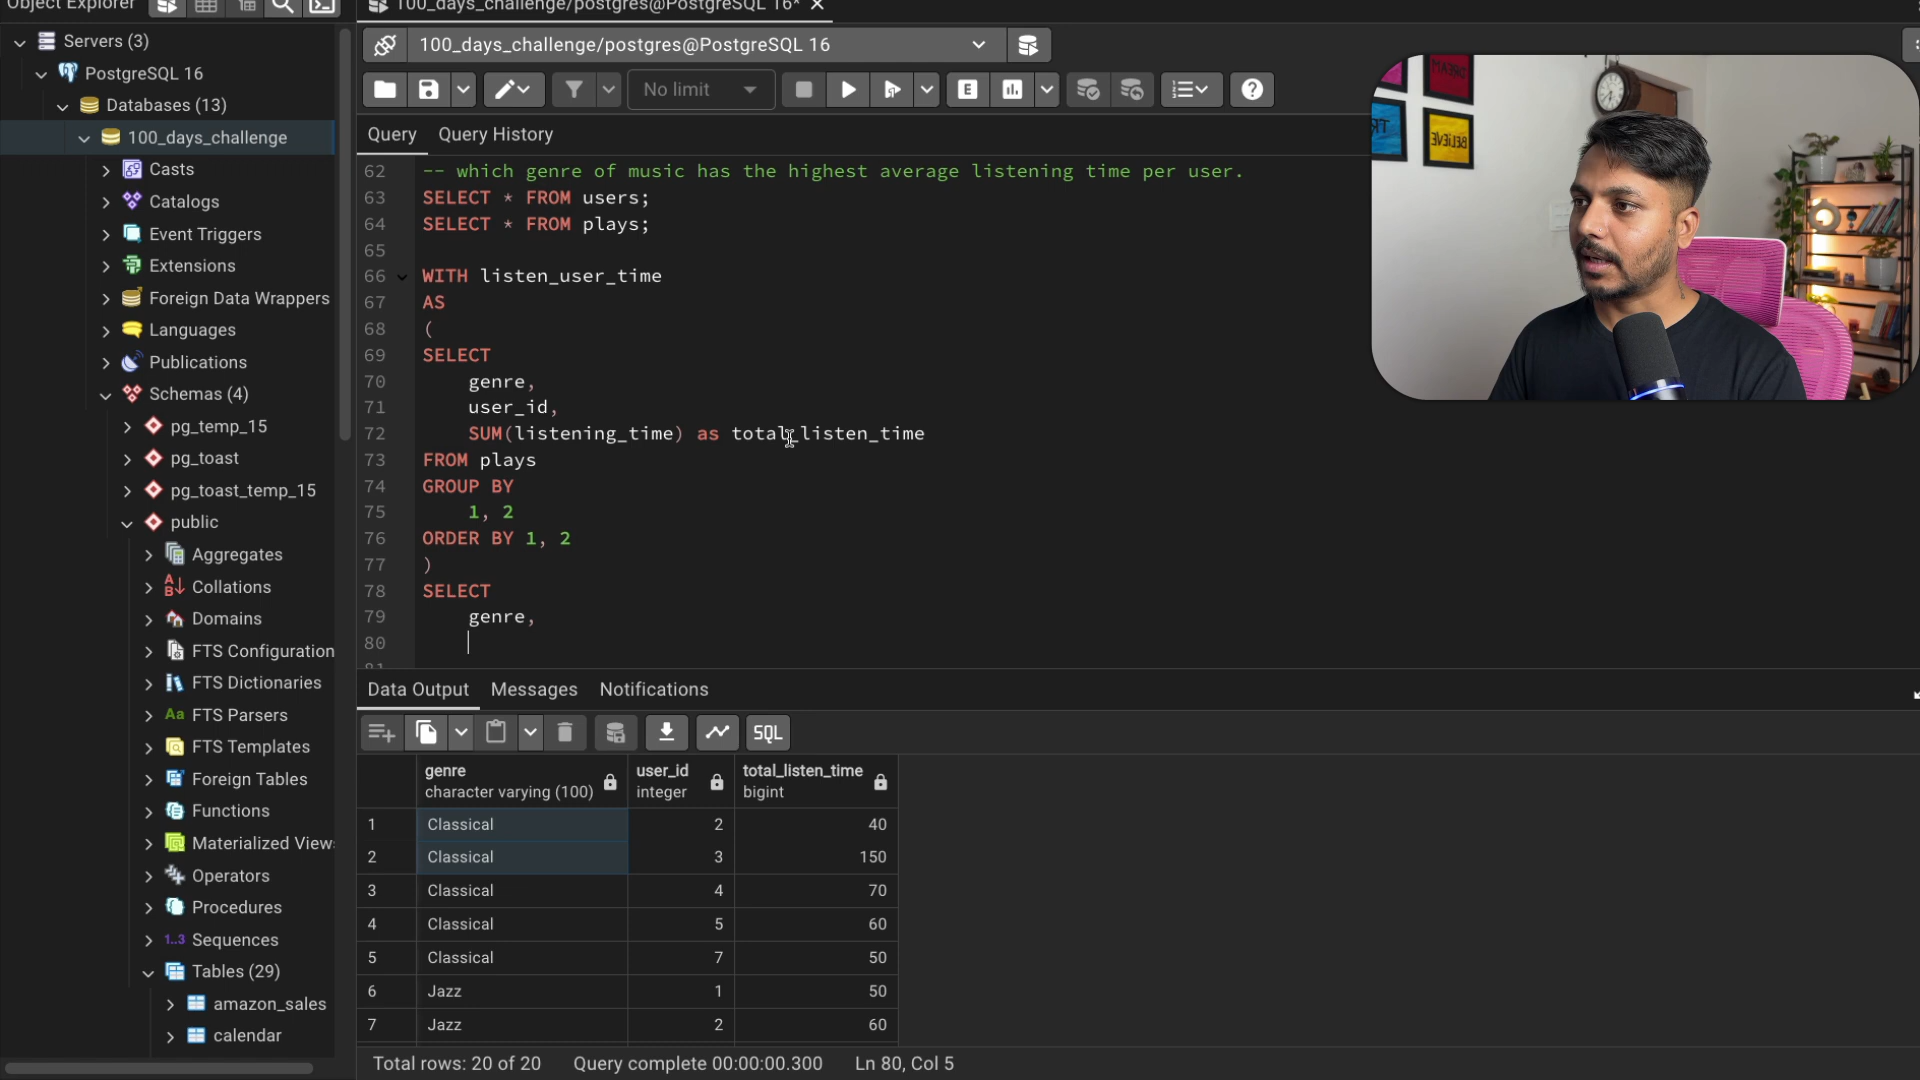 Object Explorer
100_days_challenge/postgres@PostgreSQL 16*
Servers (3)
PostgreSQL 16
Databases (13)
100_days_challenge
Casts
Catalogs
Event Triggers
Extensions
Foreign Data Wrappers
Languages
Publications
Schemas (4)
pg_temp_15
pg_toast
pg_toast_temp_15
public
Aggregates
Collations
Domains
FTS Configuration
FTS Dictionaries
Aa FTS Parsers
FTS Templates
Foreign Tables
Functions
Materialized View
Operators
Procedures
1..3 Sequences
Tables (29)
amazon_sales
calendar
100_days_challenge/postgres@PostgreSQL 16
No limit
E
Query Query History
62 -- which genre of music has the highest average listening time per user.
63 SELECT * FROM users;
64 SELECT * FROM plays;
65
66 WITH listen_user_time
67 AS
68 (
69 SELECT
70 genre,
71 user_id,
72 SUM(listening_time) as total_listen_time
73 FROM plays
74 GROUP BY
75 1, 2
76 ORDER BY 1, 2
77 )
78 SELECT
79 genre,
80
81
DREAM
BELIEVE
Data Output Messages Notifications
SQL
genre user_id total_listen_time
character varying (100) integer bigint
1 Classical 2 40
2 Classical 3 150
3 Classical 4 70
4 Classical 5 60
5 Classical 7 50
6 Jazz 1 50
7 Jazz 2 60
Total rows: 20 of 20 Query complete 00:00:00.300 Ln 80, Col 5